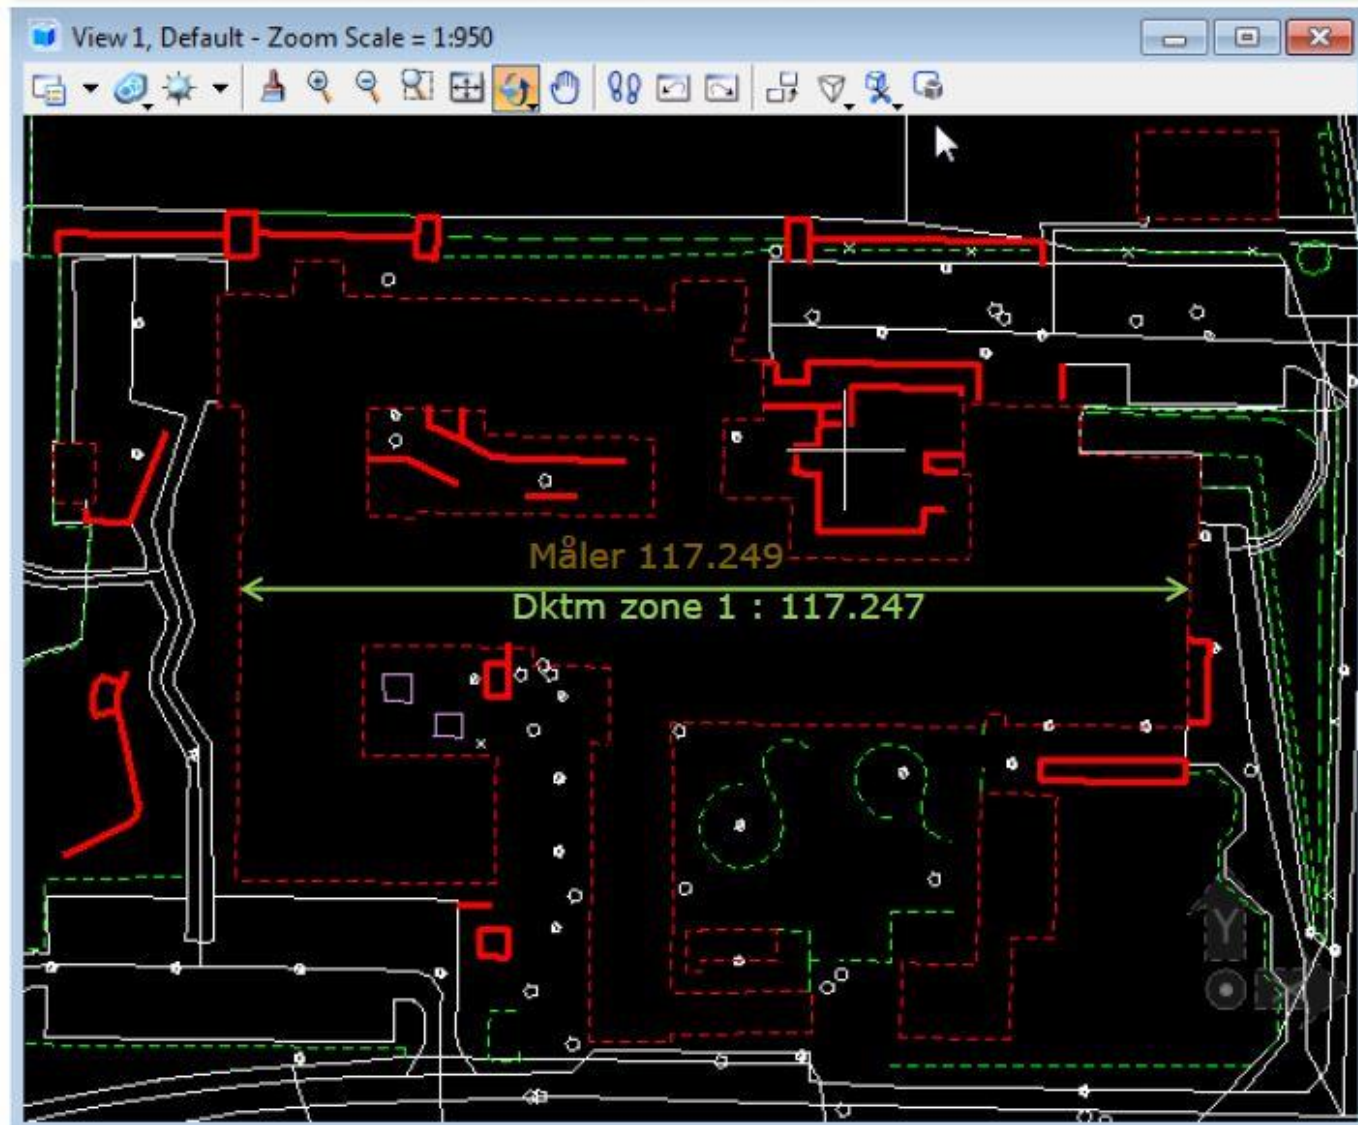 View 1, Default - Zoom Scale = 1:950
Måler 117.249
Dktm zone 1 : 117.247
Y